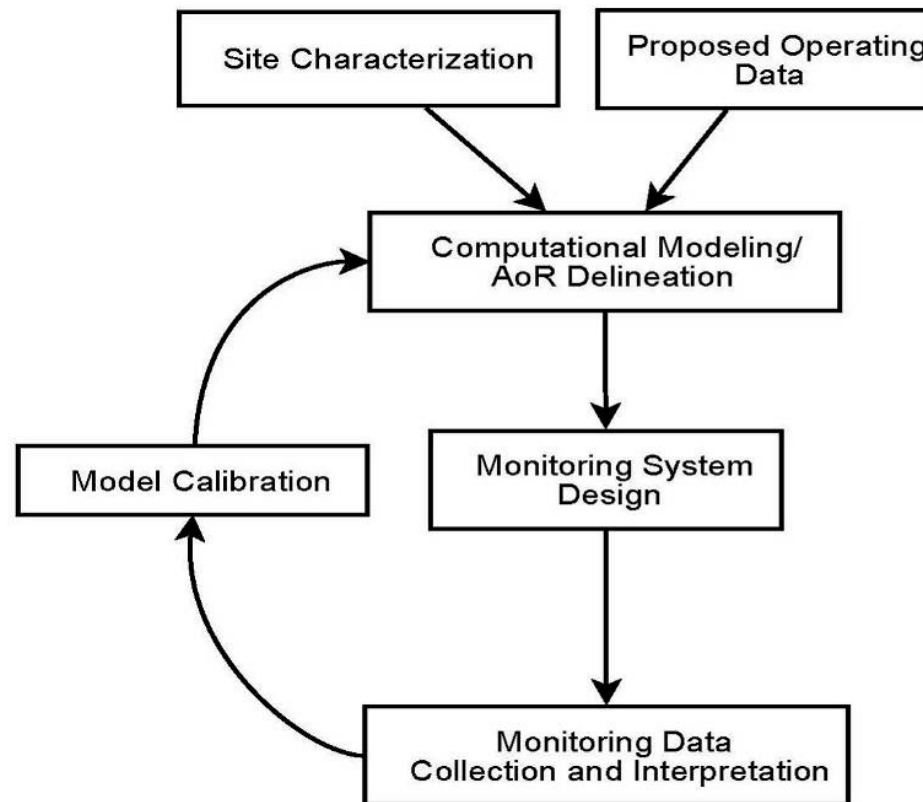 Site Characterization
Proposed Operating
Data
Computational Modeling/
AoR Delineation
Model Calibration
Monitoring System
Design
Monitoring Data
Collection and Interpretation